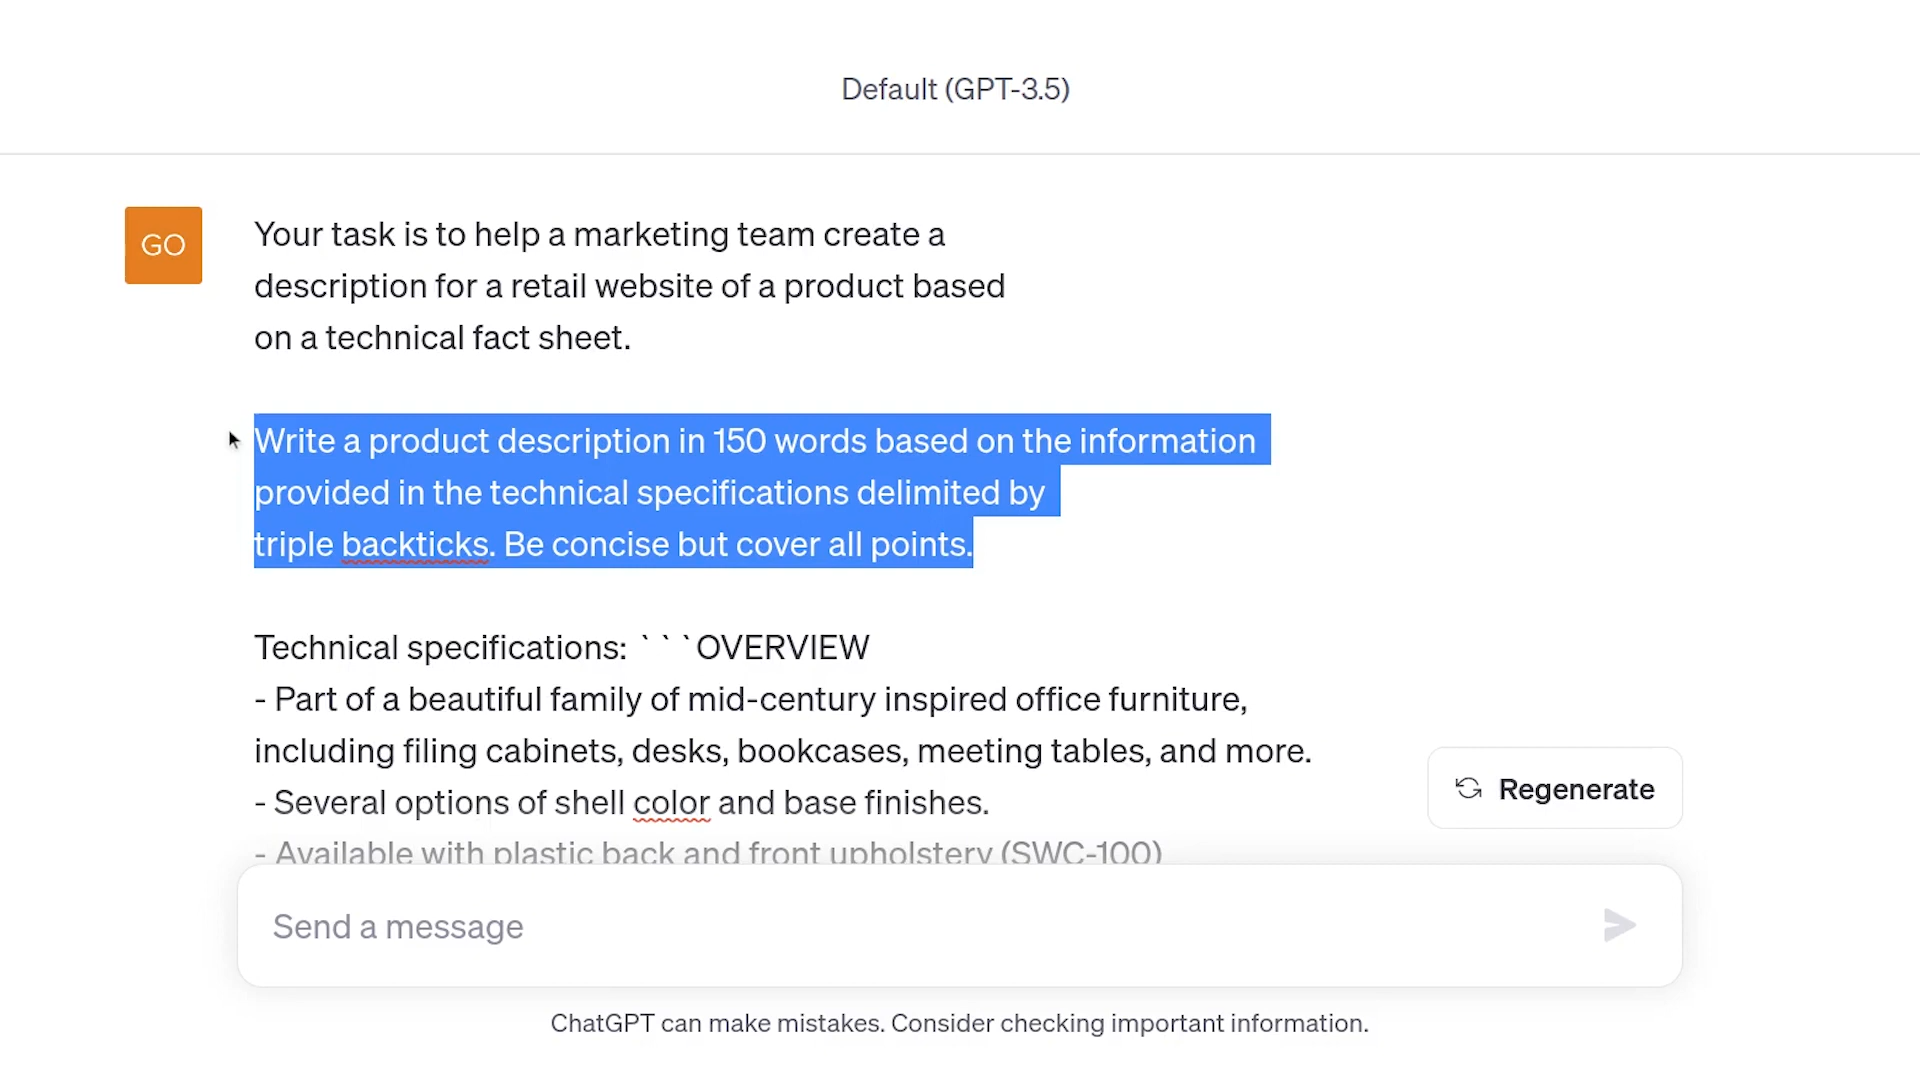 Default (GPT-3.5)
GO
Your task is to help a marketing team create a
description for a retail website of a product based
on a technical fact sheet.
Write a product description in 150 words based on the information
provided in the technical specifications delimited by
triple backticks. Be concise but cover all points.
Technical specifications: ```OVERVIEW
- Part of a beautiful family of mid-century inspired office furniture,
including filing cabinets, desks, bookcases, meeting tables, and more.
- Several options of shell color and base finishes.
- Available with plastic back and front upholstery (SWC-100)
Regenerate
Send a message
ChatGPT can make mistakes. Consider checking important information.